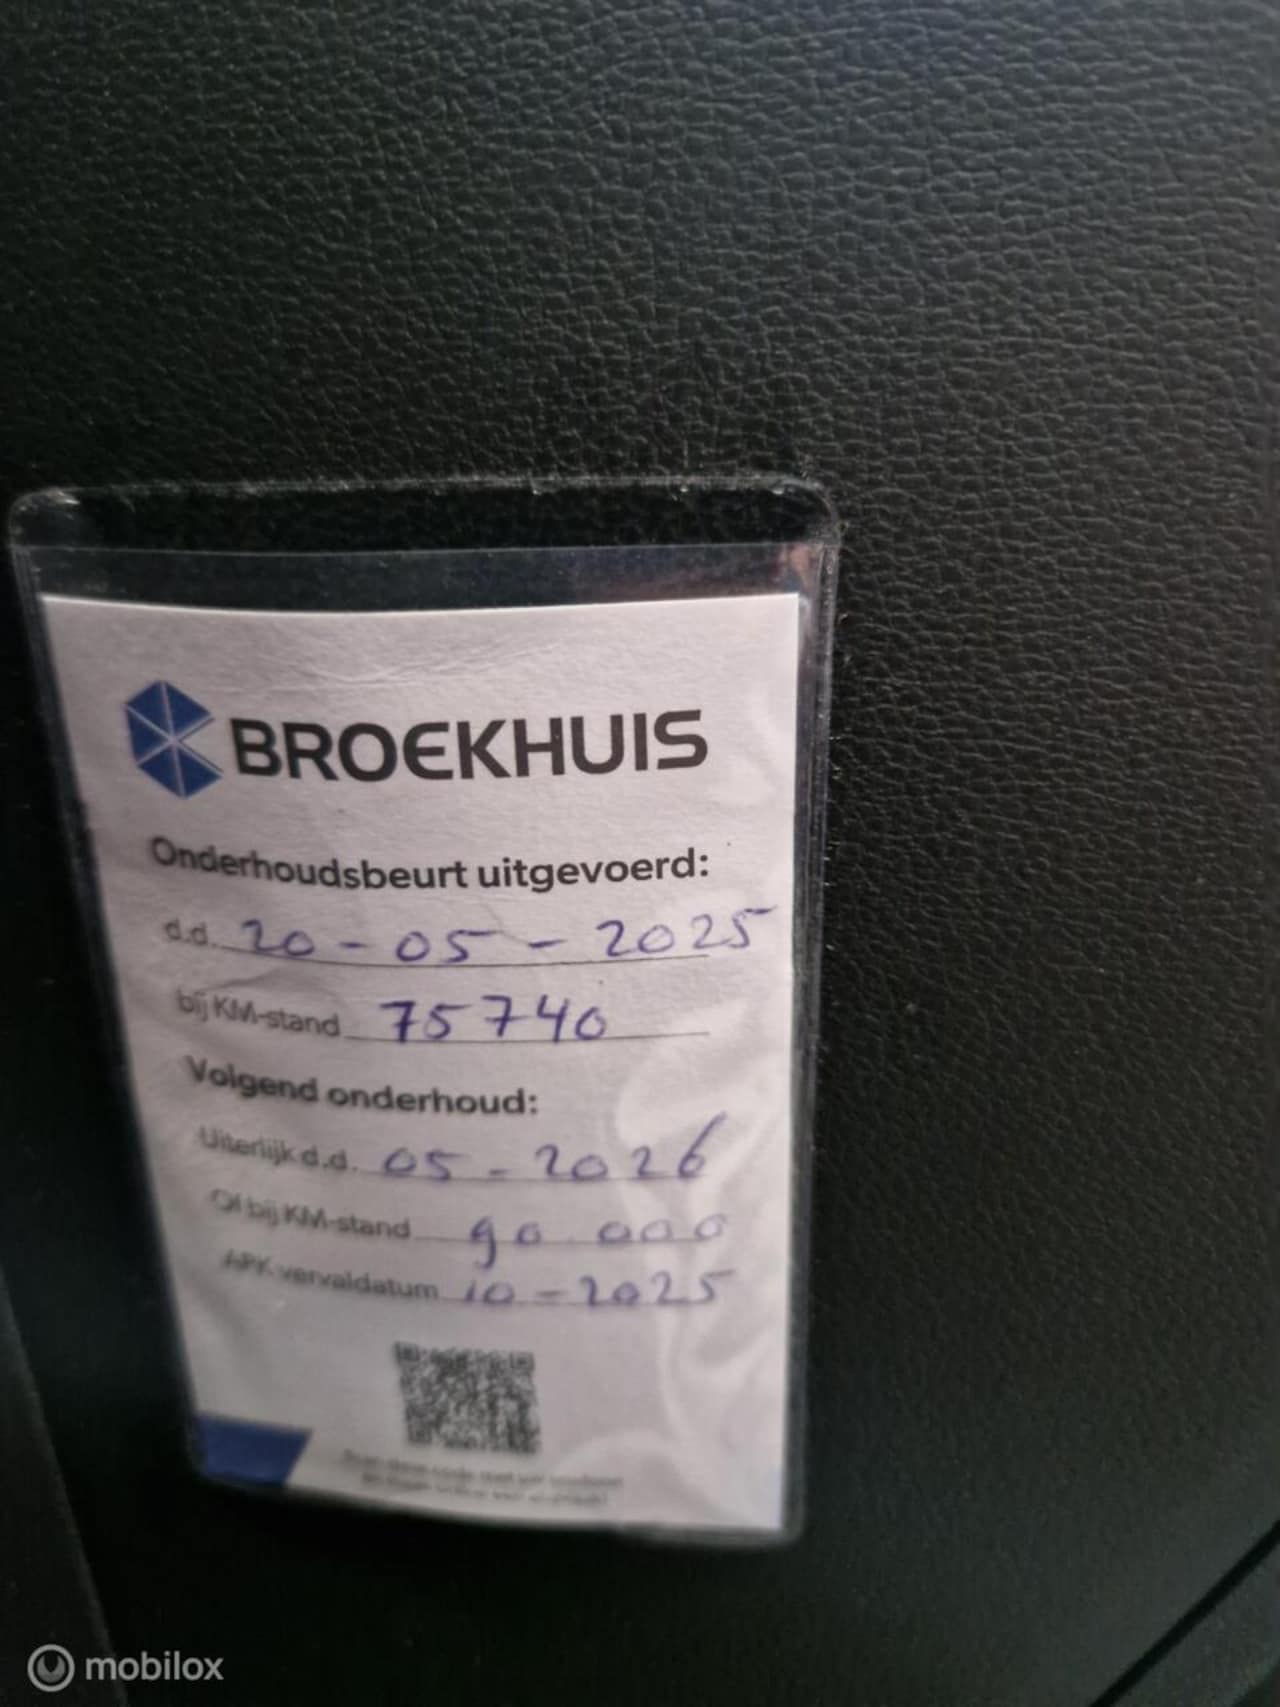 BROEKHUIS
Onderhoudsbeurt uitgevoerd:
d.d. 20-05-2025
bij KM-stand 75740
Volgend onderhoud:
Uiterlijk d.d. 05-2026
Of bij KM-stand 90.000
APK vervaldatum 10-2025
mobilox